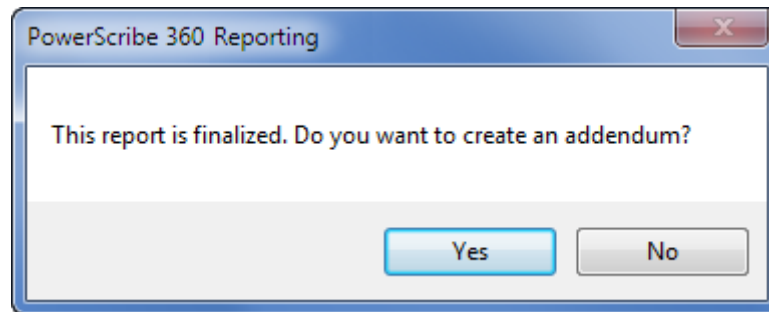 PowerScribe 360 Reporting
This report is finalized. Do you want to create an addendum?
Yes No